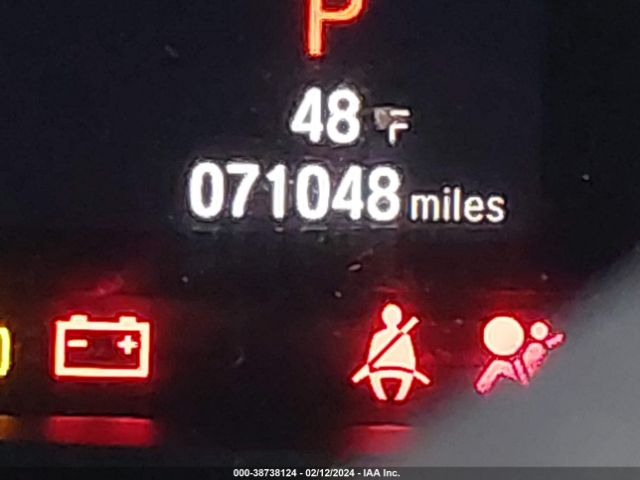 P
48 °F
071048 miles
000-38738124 - 02/12/2024 - IAA Inc.